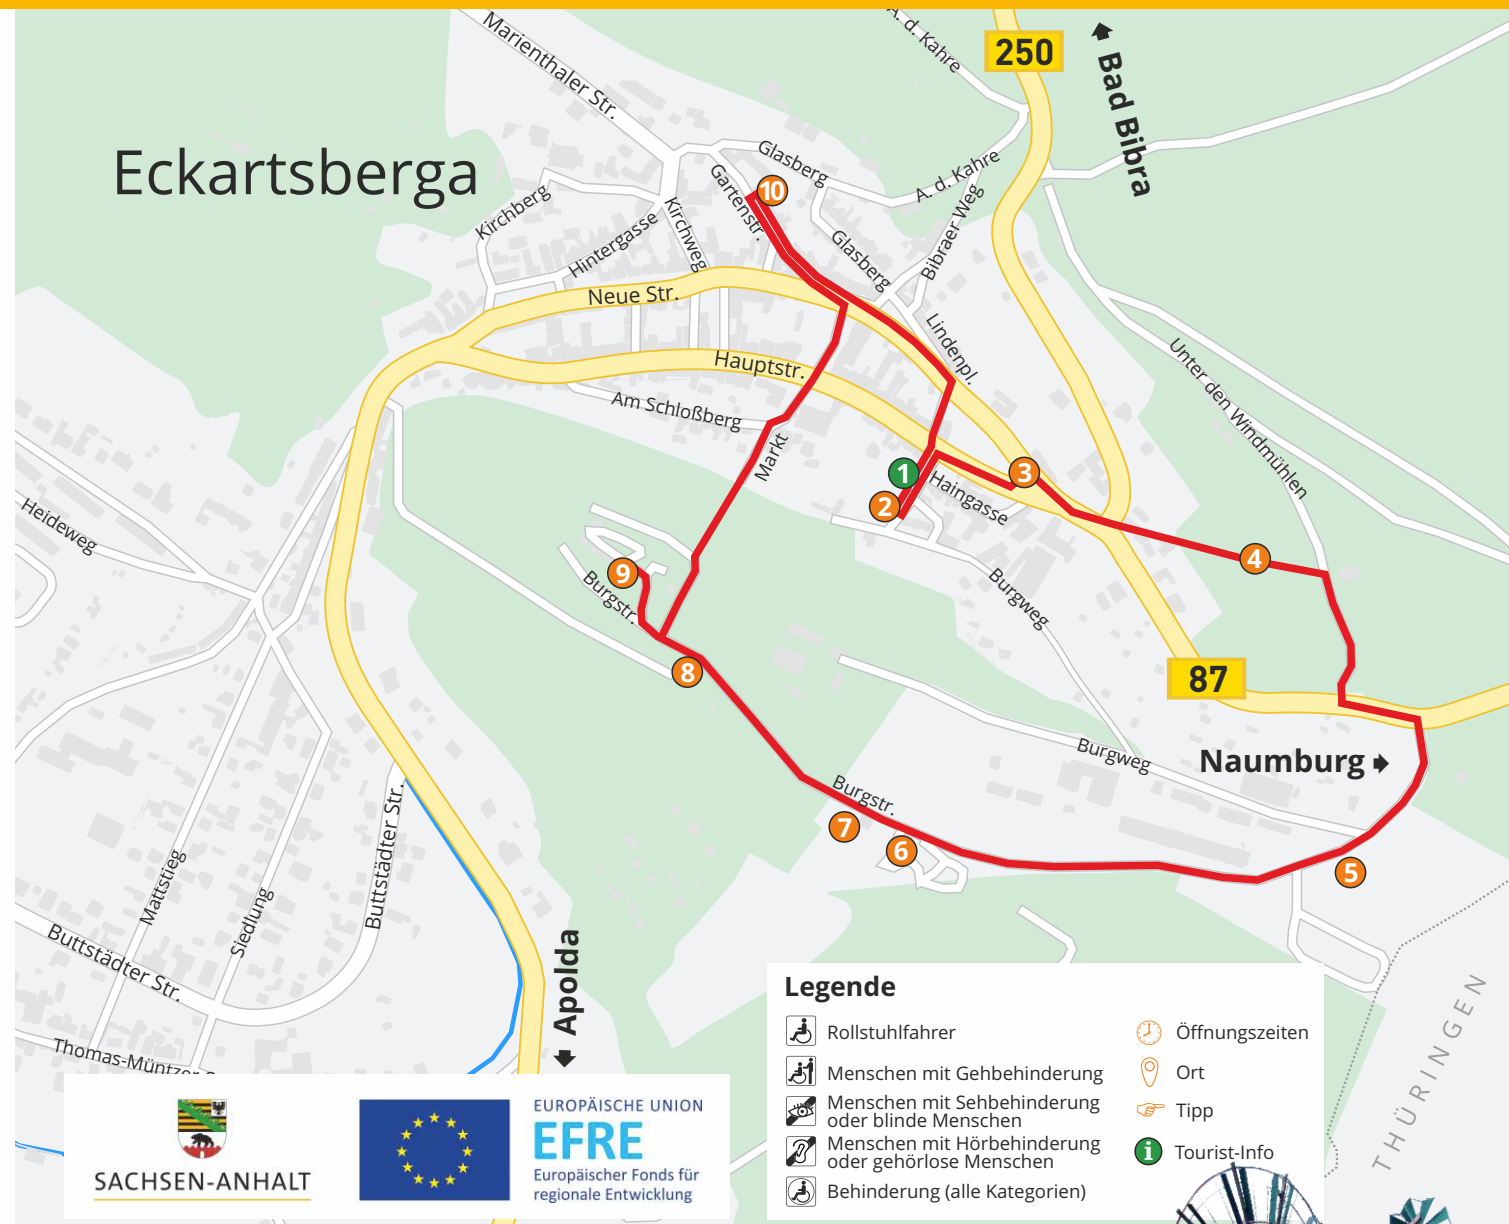 Eckartsberga
Marienthaler Str.
A. d. Kahre
250
Bad Bibra
Glasberg
A. d. Kahre
10
Gartenstr.
Kirchberg
Hintergasse
Kirchweg
Glasberg
Bibraer Weg
Neue Str.
Lindenpl.
Hauptstr.
Unter den Windmühlen
Am Schloßberg
Markt
1
2
3
Haingasse
4
Heideweg
9
Burgstr.
Burgweg
8
87
Burgweg
Naumburg
Burgstr.
7
6
5
Mattstieg
Siedlung
Buttstädter Str.
Buttstädter Str.
Apolda
Thomas-Müntzer-
THÜRINGEN
Legende
Rollstuhlfahrer
Menschen mit Gehbehinderung
Menschen mit Sehbehinderung
oder blinde Menschen
Menschen mit Hörbehinderung
oder gehörlose Menschen
Behinderung (alle Kategorien)
Öffnungszeiten
Ort
Tipp
i
Tourist-Info
SACHSEN-ANHALT
EUROPÄISCHE UNION
EFRE
Europäischer Fonds für
regionale Entwicklung